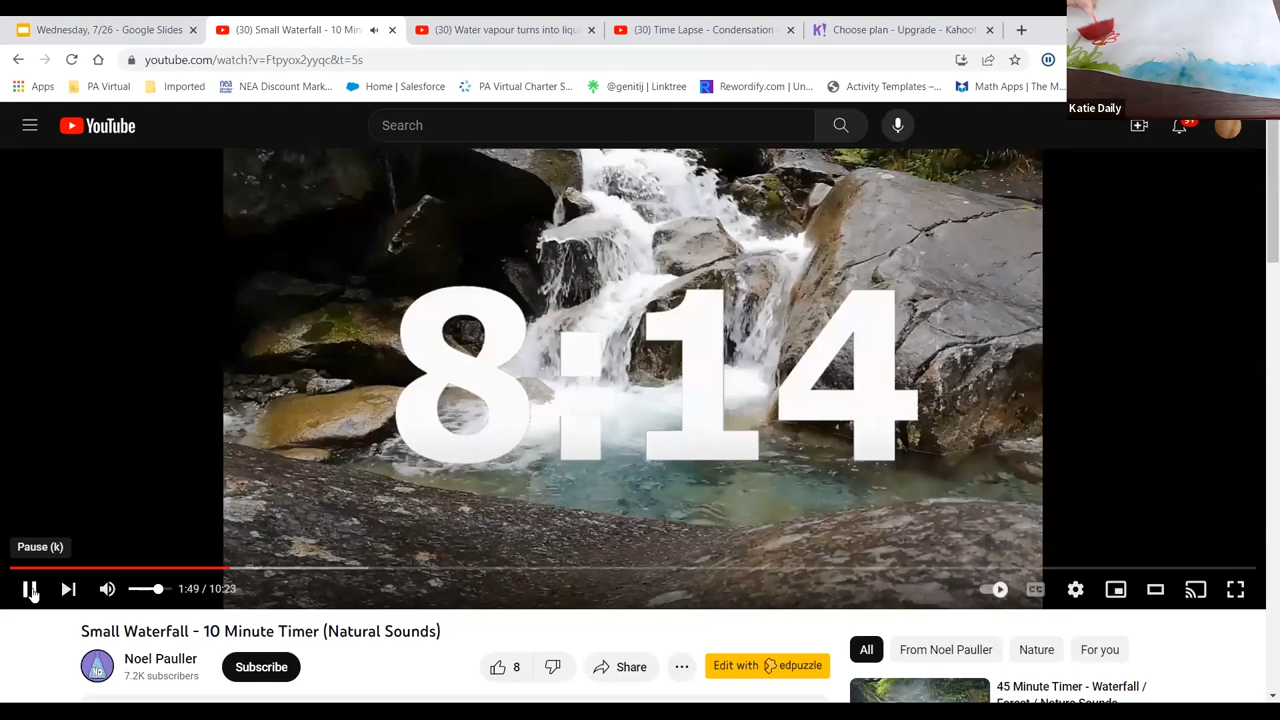 Wednesday, 7/26 - Google Slides
(30) Small Waterfall - 10 Min
(30) Water vapour turns into liqu
(30) Time Lapse - Condensation
K! Choose plan - Upgrade - Kahoot
youtube.com/watch?v=Ftpyox2yyqc&t=5s
Katie Daily
Apps
PA Virtual
Imported
nea
NEA Discount Mark...
Home | Salesforce
PA Virtual Charter S...
@genitij | Linktree
R
Rewordify.com | Un...
Activity Templates –...
Math Apps | The M
YouTube
Search
8:14
Pause (k)
1:49 / 10:23
CC
Small Waterfall - 10 Minute Timer (Natural Sounds)
Noel Pauller
7.2K subscribers
Subscribe
8
Share
Edit with edpuzzle
All
From Noel Pauller
Nature
For you
45 Minute Timer - Waterfall /